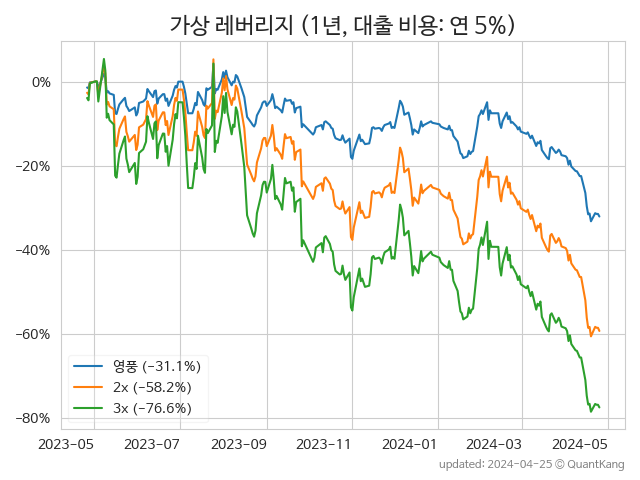 가상 레버리지 (1년, 대출 비용: 연 5%)
0%
−20%
−40%
−60%
−80%
영풍 (−31.1%)
2x (−58.2%)
3x (−76.6%)
2023-05 2023-07 2023-09 2023-11 2024-01 2024-03 2024-05
updated: 2024-04-25 © QuantKang